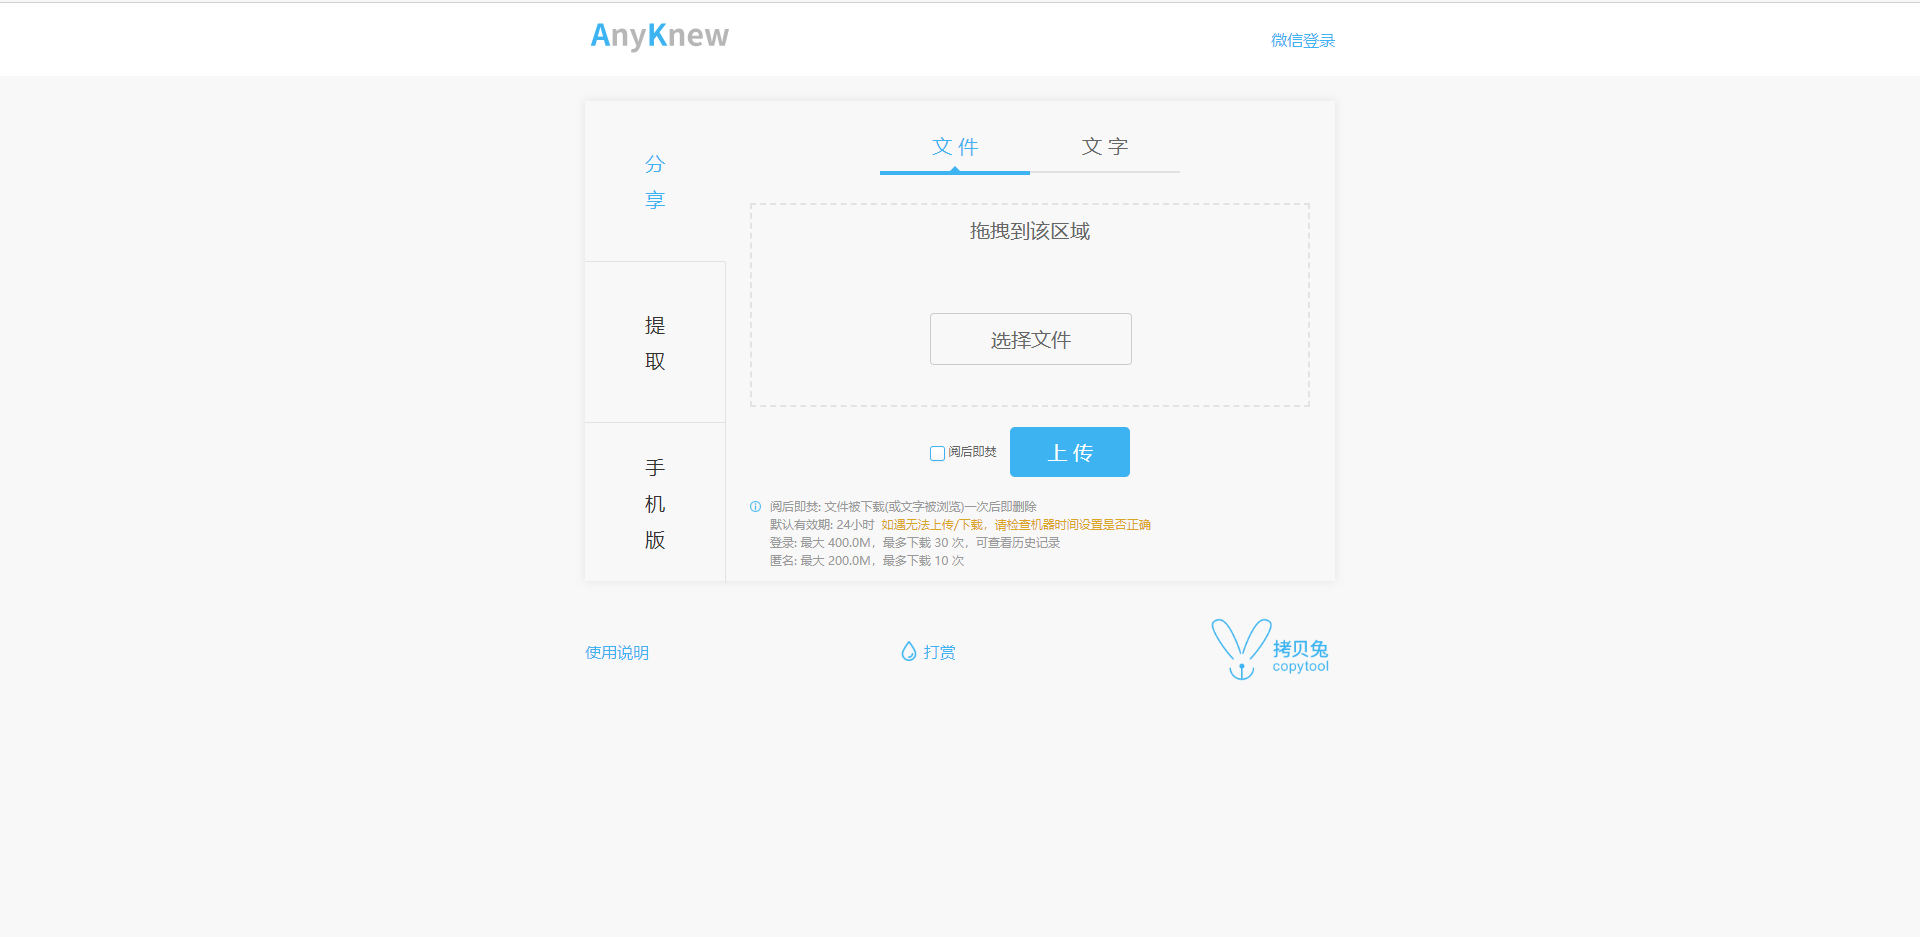 AnyKnew
微信登录
分
享
文 件
文 字
拖拽到该区域
选择文件
提
取
阅后即焚
上 传
手
机
版
阅后即焚: 文件被下载(或文字被浏览)一次后即删除
默认有效期: 24小时 如遇无法上传/下载，请检查机器时间设置是否正确
登录: 最大 400.0M，最多下载 30 次，可查看历史记录
匿名: 最大 200.0M，最多下载 10 次
使用说明
打赏
拷贝兔
copytool